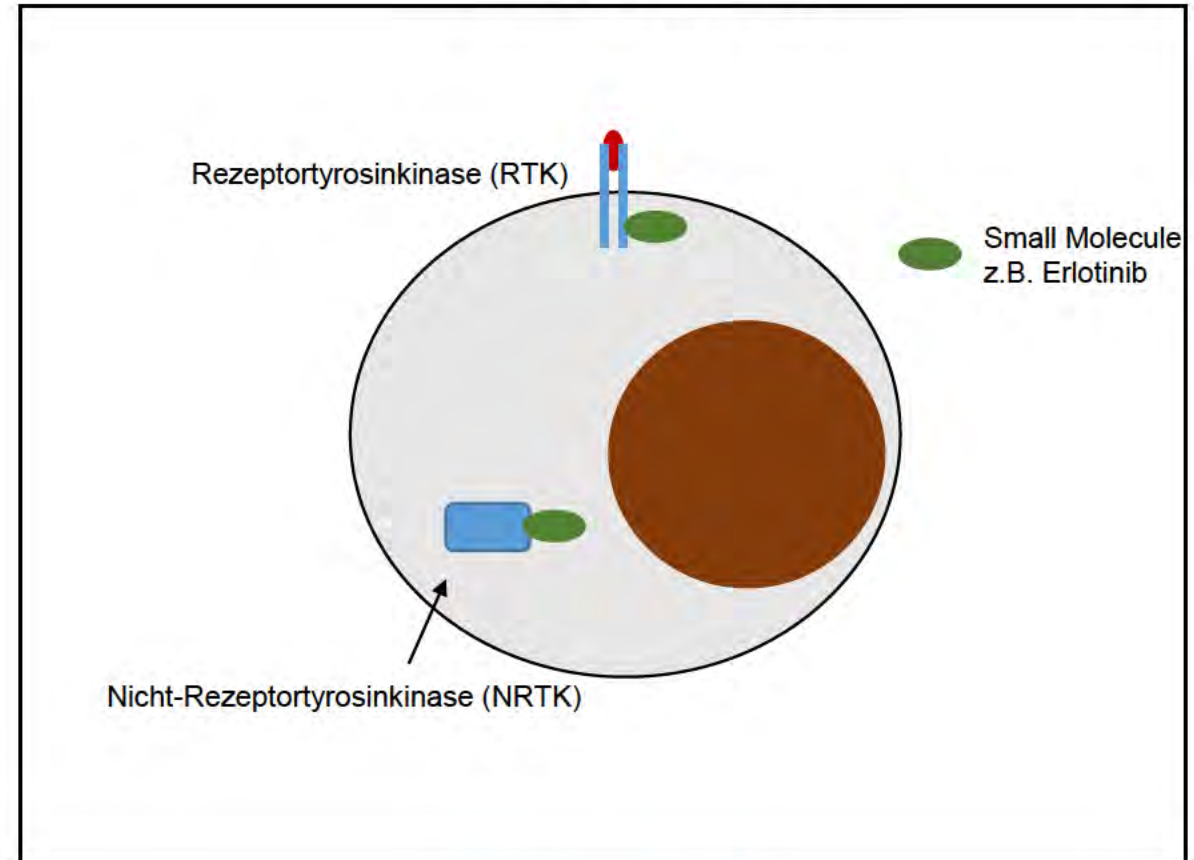 Rezeptortyrosinkinase (RTK)
Small Molecule
z.B. Erlotinib
Nicht-Rezeptortyrosinkinase (NRTK)